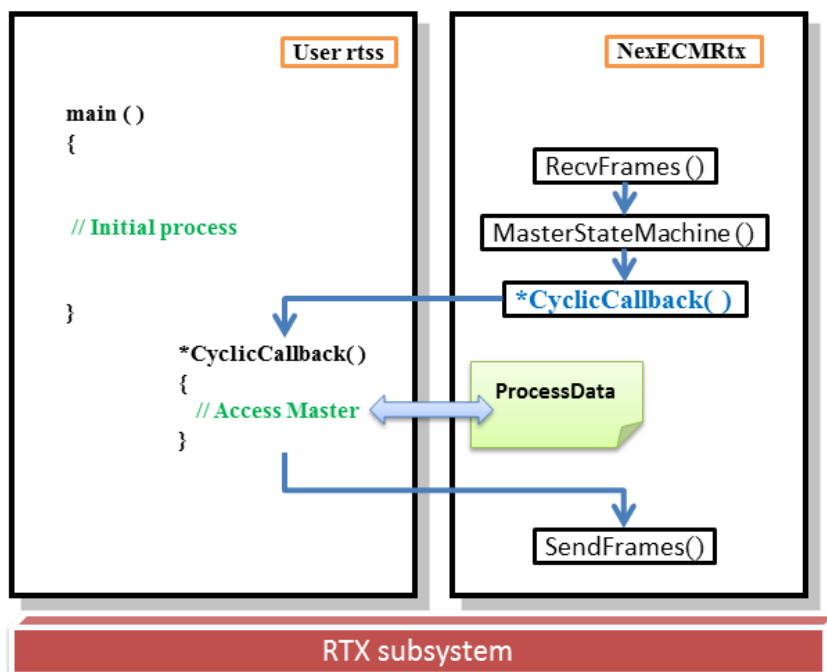 User rtss
main ( )
{
// Initial process
}
*CyclicCallback( )
{
// Access Master
}
NexECMRtx
RecvFrames ()
MasterStateMachine ()
*CyclicCallback( )
ProcessData
SendFrames()
RTX subsystem